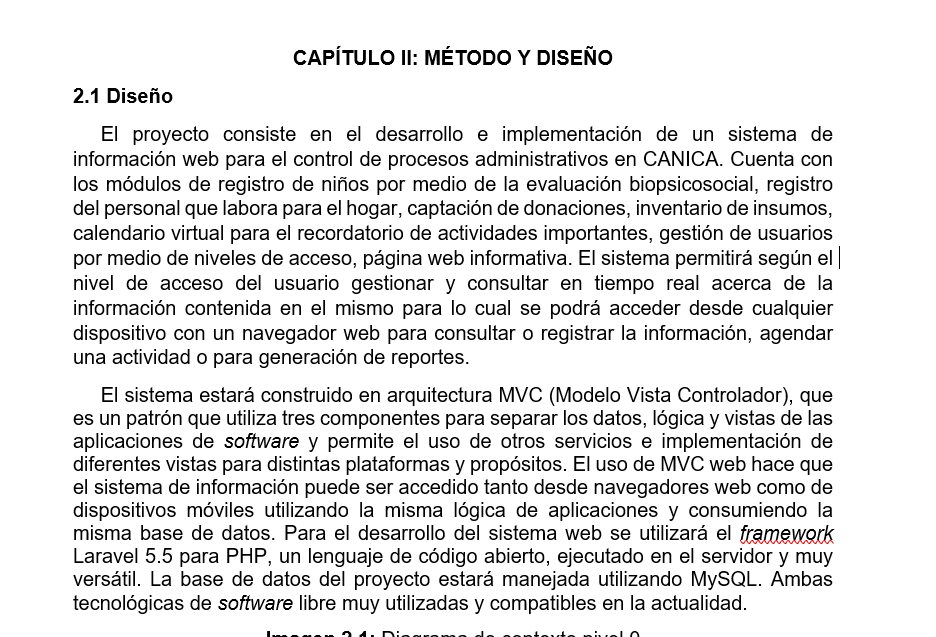 CAPÍTULO II: MÉTODO Y DISEÑO
2.1 Diseño
El proyecto consiste en el desarrollo e implementación de un sistema de
información web para el control de procesos administrativos en CANICA. Cuenta con
los módulos de registro de niños por medio de la evaluación biopsicosocial, registro
del personal que labora para el hogar, captación de donaciones, inventario de insumos,
calendario virtual para el recordatorio de actividades importantes, gestión de usuarios
por medio de niveles de acceso, página web informativa. El sistema permitirá según el
nivel de acceso del usuario gestionar y consultar en tiempo real acerca de la
información contenida en el mismo para lo cual se podrá acceder desde cualquier
dispositivo con un navegador web para consultar o registrar la información, agendar
una actividad o para generación de reportes.
El sistema estará construido en arquitectura MVC (Modelo Vista Controlador), que
es un patrón que utiliza tres componentes para separar los datos, lógica y vistas de las
aplicaciones de software y permite el uso de otros servicios e implementación de
diferentes vistas para distintas plataformas y propósitos. El uso de MVC web hace que
el sistema de información puede ser accedido tanto desde navegadores web como de
dispositivos móviles utilizando la misma lógica de aplicaciones y consumiendo la
misma base de datos. Para el desarrollo del sistema web se utilizará el framework
Laravel 5.5 para PHP, un lenguaje de código abierto, ejecutado en el servidor y muy
versátil. La base de datos del proyecto estará manejada utilizando MySQL. Ambas
tecnológicas de software libre muy utilizadas y compatibles en la actualidad.
Imagen 2.1: Diagrama de contexto nivel 0